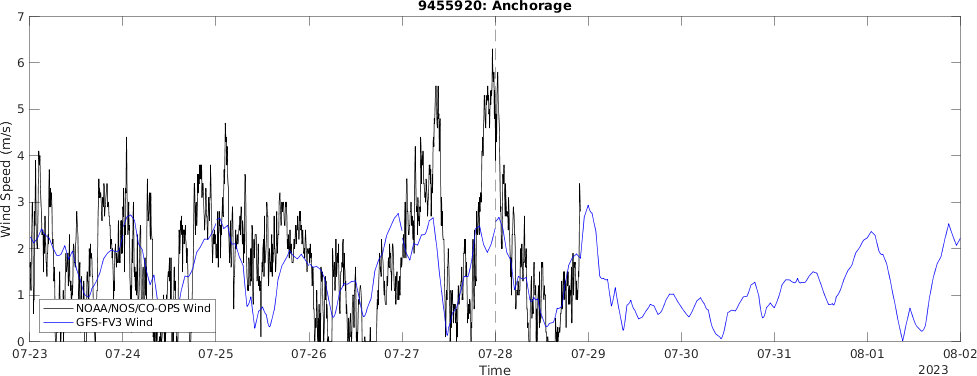 9455920: Anchorage
7
6
5
4
3
2
1
0
Wind Speed (m/s)
NOAA/NOS/CO-OPS Wind
GFS-FV3 Wind
07-23 07-24 07-25 07-26 07-27 07-28 07-29 07-30 07-31 08-01 08-02
Time
2023